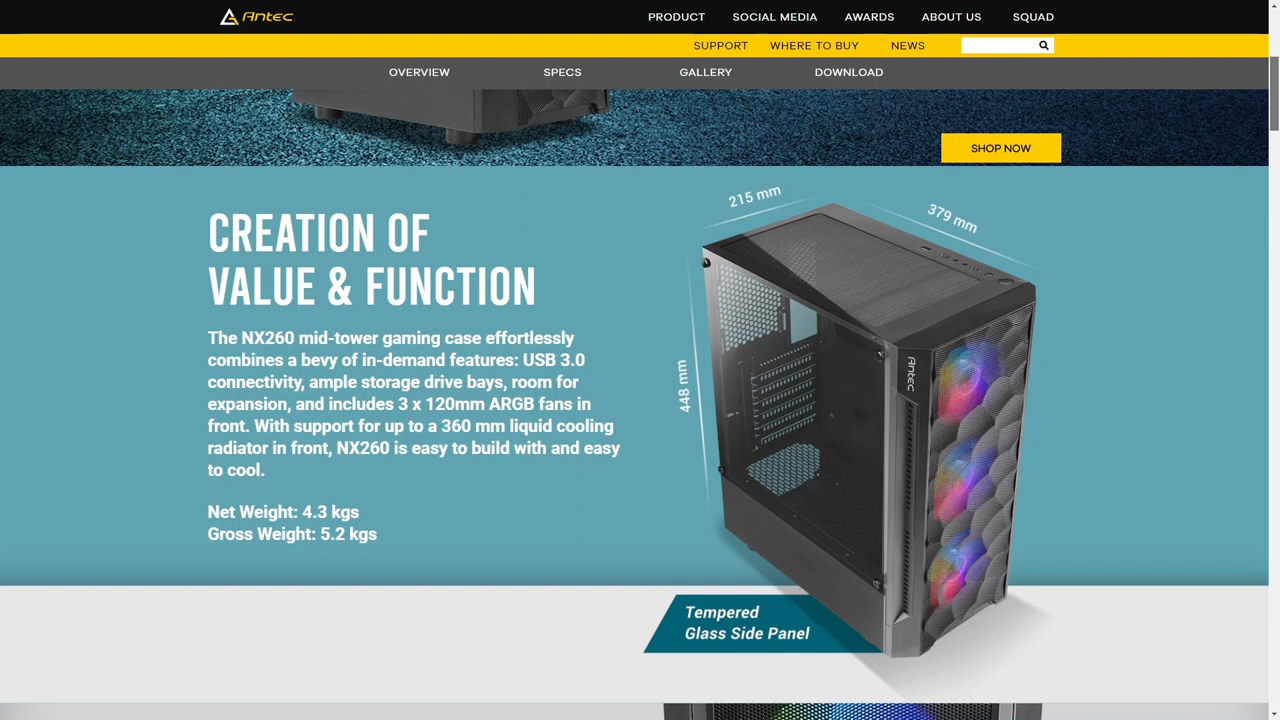 Antec
PRODUCT SOCIAL MEDIA AWARDS ABOUT US SQUAD
SUPPORT WHERE TO BUY NEWS
OVERVIEW SPECS GALLERY DOWNLOAD
SHOP NOW
CREATION OF
VALUE & FUNCTION
The NX260 mid-tower gaming case effortlessly
combines a bevy of in-demand features: USB 3.0
connectivity, ample storage drive bays, room for
expansion, and includes 3 x 120mm ARGB fans in
front. With support for up to a 360 mm liquid cooling
radiator in front, NX260 is easy to build with and easy
to cool.
Net Weight: 4.3 kgs
Gross Weight: 5.2 kgs
215 mm
379 mm
448 mm
Antec
Tempered
Glass Side Panel